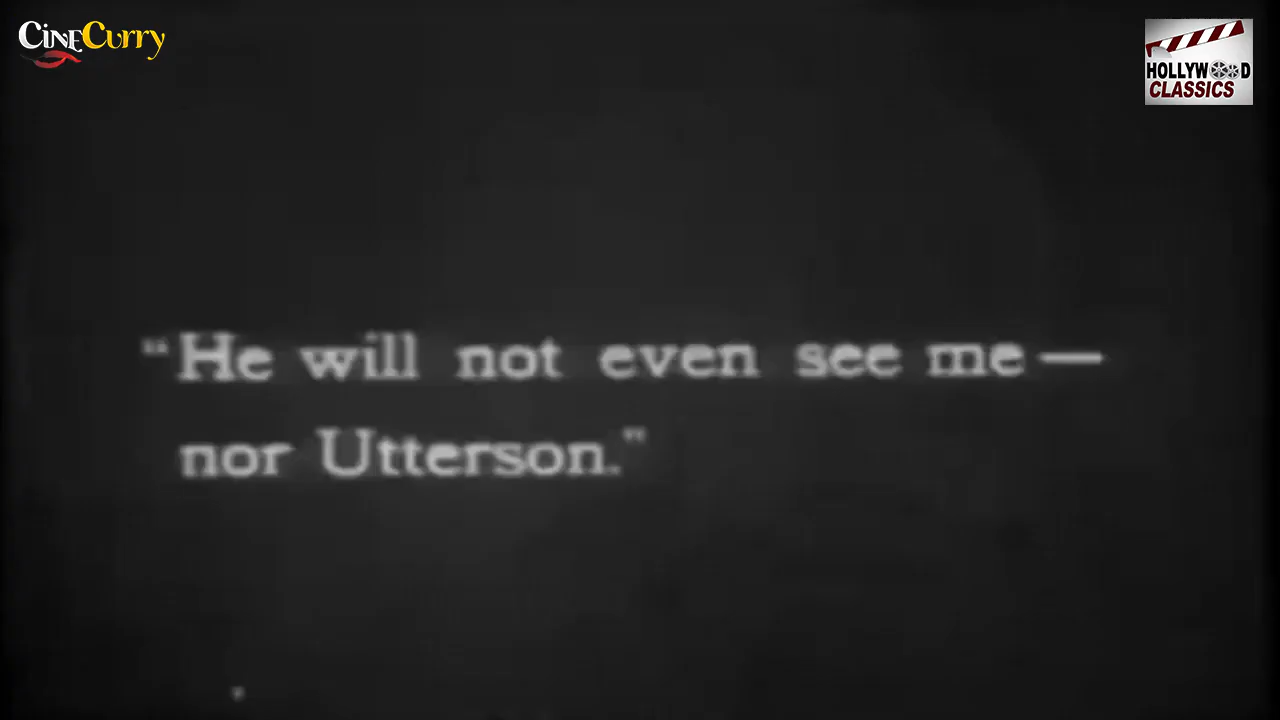 CineCurry
HOLLYWOOD
CLASSICS
“He will not even see me—
nor Utterson.”